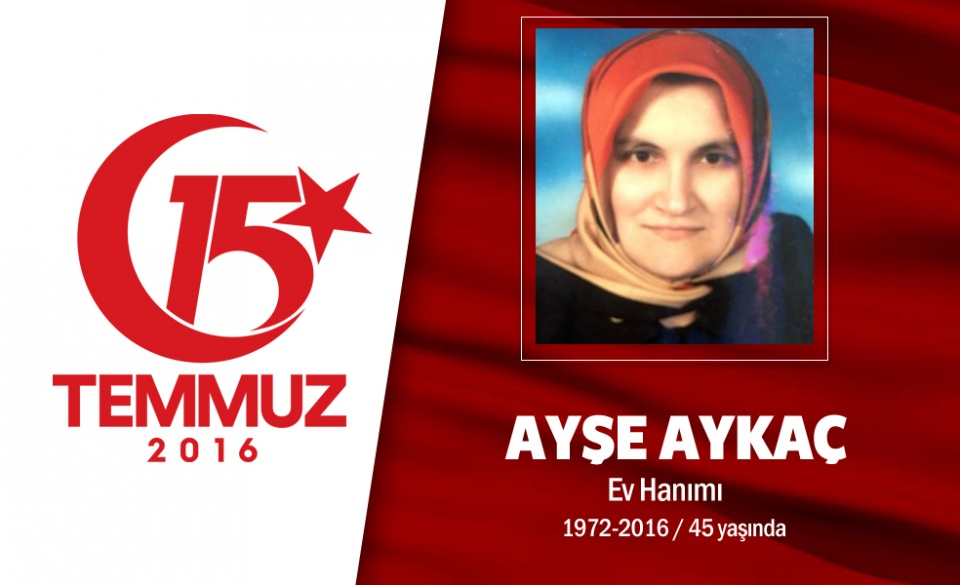 15
TEMMUZ
2016
AYŞE AYKAÇ
Ev Hanımı
1972-2016 / 45 yaşında